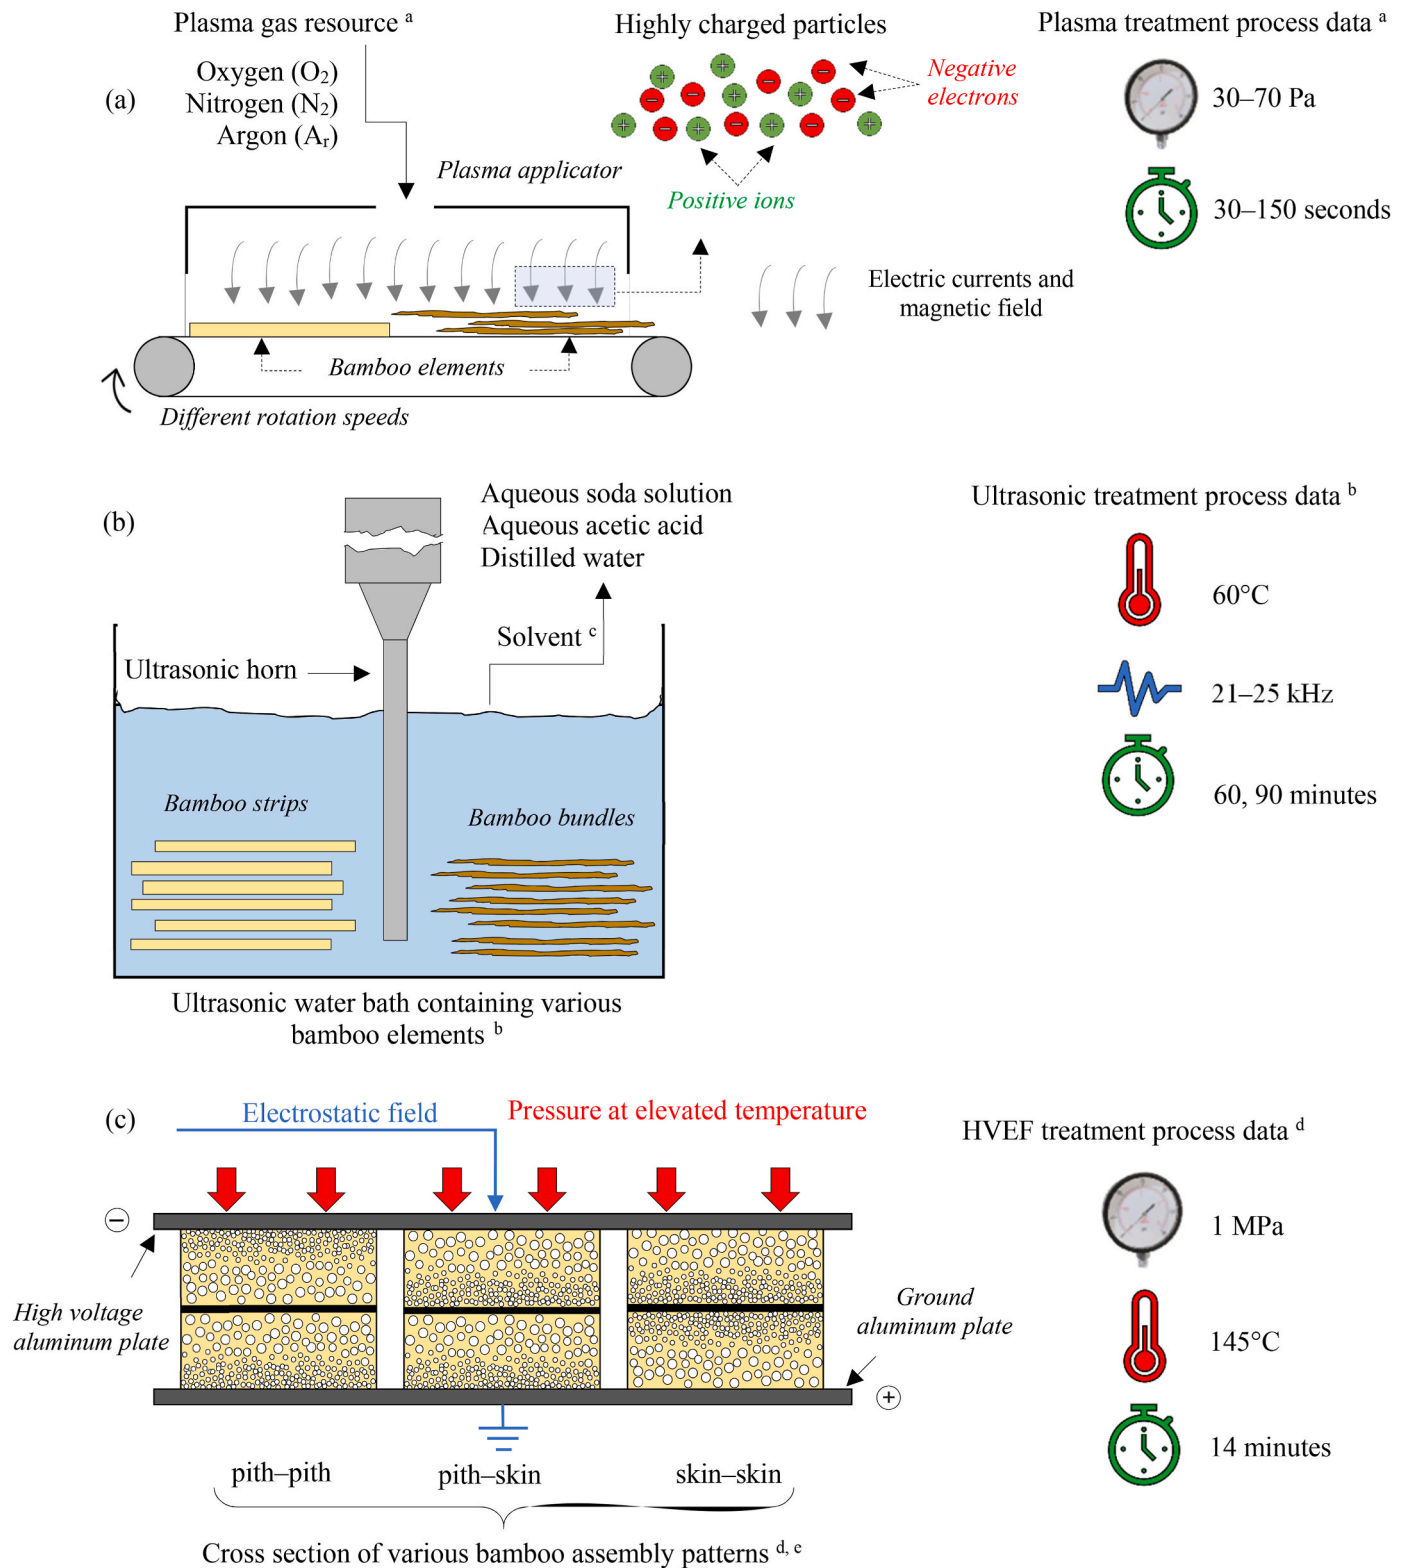 Plasma gas resource a
Oxygen (O2)
Nitrogen (N2)
Argon (Ar)
(a)
Plasma applicator
Highly charged particles
Negative
electrons
Positive ions
Plasma treatment process data a
30–70 Pa
30–150 seconds
Electric currents and
magnetic field
Bamboo elements
Different rotation speeds
(b)
Aqueous soda solution
Aqueous acetic acid
Distilled water
Solvent c
Ultrasonic horn
Bamboo strips
Bamboo bundles
Ultrasonic water bath containing various
bamboo elements b
Ultrasonic treatment process data b
60°C
21–25 kHz
60, 90 minutes
(c)
Electrostatic field
Pressure at elevated temperature
−
High voltage
aluminum plate
Ground
aluminum plate
+
pith–pith
pith–skin
skin–skin
Cross section of various bamboo assembly patterns d, e
HVEF treatment process data d
1 MPa
145°C
14 minutes